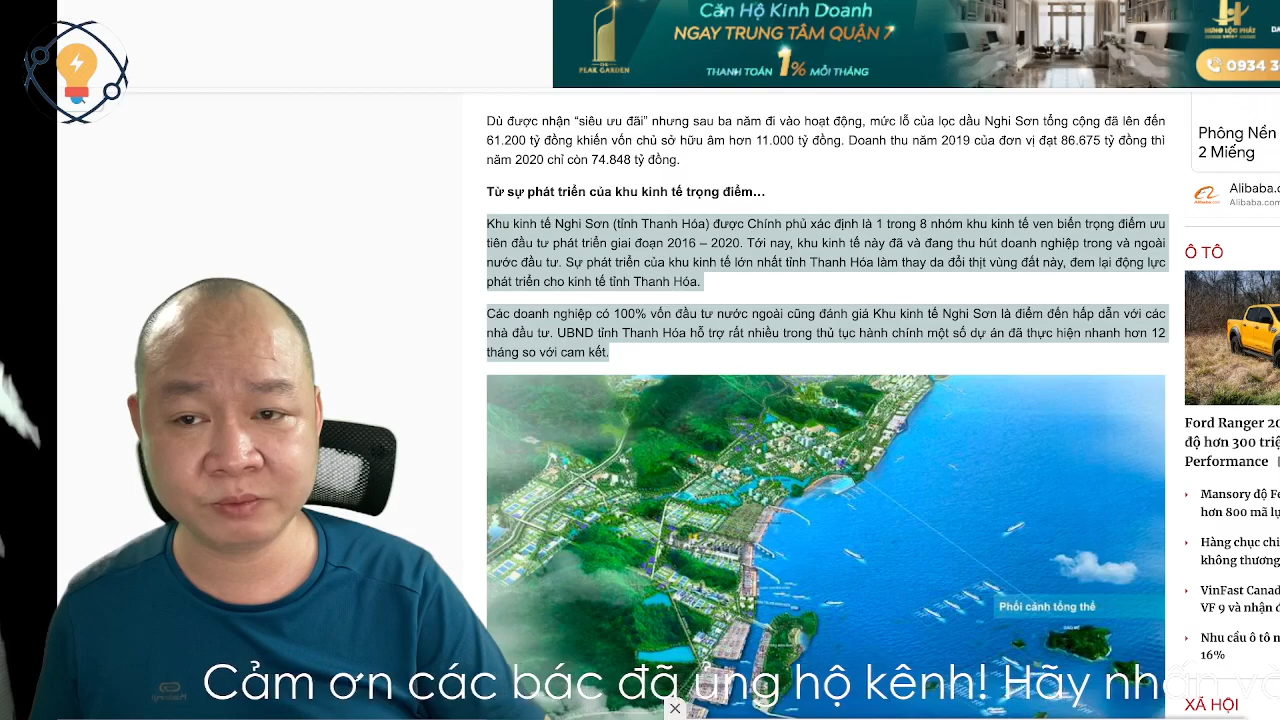 Căn Hộ Kinh Doanh
NGAY TRUNG TÂM QUẬN 7
THANH TOÁN 1% MỖI THÁNG
PEAK GARDEN
HƯNG LỘC PHÁT
0934 3
Dù được nhận “siêu ưu đãi” nhưng sau ba năm đi vào hoạt động, mức lỗ của lọc dầu Nghi Sơn tổng cộng đã lên đến
61.200 tỷ đồng khiến vốn chủ sở hữu âm hơn 11.000 tỷ đồng. Doanh thu năm 2019 của đơn vị đạt 86.675 tỷ đồng thì
năm 2020 chỉ còn 74.848 tỷ đồng.
Từ sự phát triển của khu kinh tế trọng điểm…
Khu kinh tế Nghi Sơn (tỉnh Thanh Hóa) được Chính phủ xác định là 1 trong 8 nhóm khu kinh tế ven biển trọng điểm ưu
tiên đầu tư phát triển giai đoạn 2016 – 2020. Tới nay, khu kinh tế này đã và đang thu hút doanh nghiệp trong và ngoài
nước đầu tư. Sự phát triển của khu kinh tế lớn nhất tỉnh Thanh Hóa làm thay da đổi thịt vùng đất này, đem lại động lực
phát triển cho kinh tế tỉnh Thanh Hóa.
Các doanh nghiệp có 100% vốn đầu tư nước ngoài cũng đánh giá Khu kinh tế Nghi Sơn là điểm đến hấp dẫn với các
nhà đầu tư. UBND tỉnh Thanh Hóa hỗ trợ rất nhiều trong thủ tục hành chính một số dự án đã thực hiện nhanh hơn 12
tháng so với cam kết.
Phối cảnh tổng thể
Phông Nền
2 Miếng
Alibaba.c
Alibaba.com
Ô TÔ
Ford Ranger 20
độ hơn 300 triệ
Performance
Mansory độ Fe
hơn 800 mã lự
Hàng chục chi
không thương
VinFast Canad
VF 9 và nhận đ
Nhu cầu ô tô n
16%
XÃ HỘI
Cảm ơn các bác đã ủng hộ kênh! Hãy nhấn và